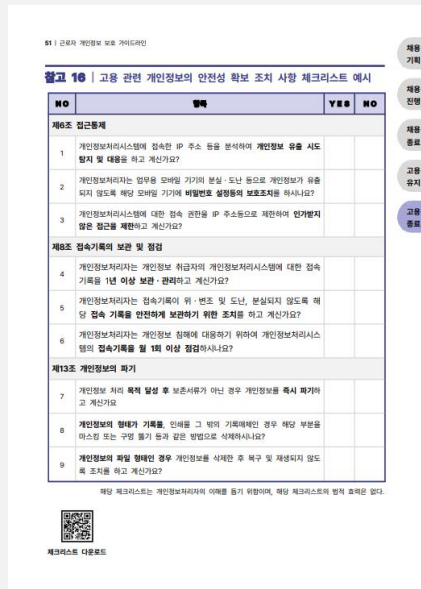 51 | 근로자 개인정보 보호 가이드라인
참고 16 | 고용 관련 개인정보의 안전성 확보 조치 사항 체크리스트 예시
NO 항목 YES NO
제6조 접근통제
1 개인정보처리시스템에 접속한 IP 주소 등을 분석하여 개인정보 유출 시도
탐지 및 대응을 하고 계신가요?
2 개인정보처리자는 업무용 모바일 기기의 분실·도난 등으로 개인정보가 유출
되지 않도록 해당 모바일 기기에 비밀번호 설정등의 보호조치를 하시나요?
3 개인정보처리시스템에 대한 접속 권한을 IP 주소등으로 제한하여 인가받지
않은 접근을 제한하고 계신가요?
제8조 접속기록의 보관 및 점검
4 개인정보처리자는 개인정보 취급자의 개인정보처리시스템에 대한 접속
기록을 1년 이상 보관·관리하고 계신가요?
5 개인정보처리자는 접속기록이 위·변조 및 도난, 분실되지 않도록 해
당 접속 기록을 안전하게 보관하기 위한 조치를 하고 계신가요?
6 개인정보처리자는 개인정보 침해에 대응하기 위하여 개인정보처리시스
템의 접속기록을 월 1회 이상 점검하시나요?
제13조 개인정보의 파기
7 개인정보 처리 목적 달성 후 보존서류가 아닌 경우 개인정보를 즉시 파기하
고 계신가요
8 개인정보의 형태가 기록물, 인쇄물 그 밖의 기록매체인 경우 해당 부분을
마스킹 또는 구멍 뚫기 등과 같은 방법으로 삭제하시나요?
9 개인정보의 파일 형태인 경우 개인정보를 삭제한 후 복구 및 재생되지 않도
록 조치를 하고 계신가요?
해당 체크리스트는 개인정보처리자의 이해를 돕기 위함이며, 해당 체크리스트의 법적 효력은 없다.
체크리스트 다운로드
채용
기획
채용
진행
채용
종료
고용
유지
고용
종료